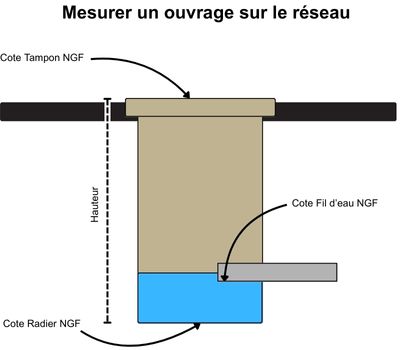 Mesurer un ouvrage sur le réseau
Cote Tampon NGF
Hauteur
Cote Fil d'eau NGF
Cote Radier NGF